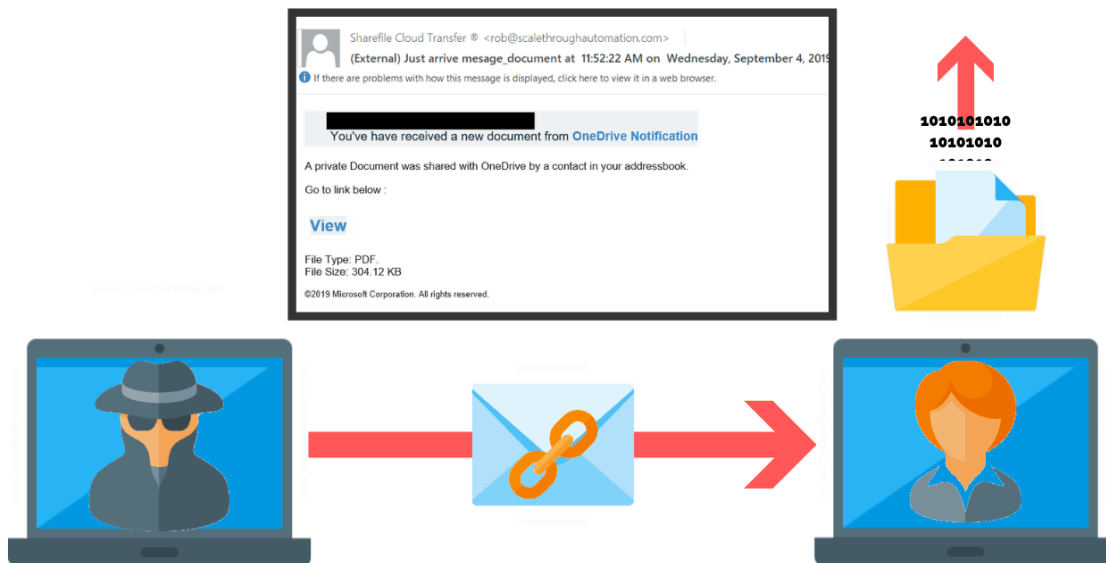 Sharefile Cloud Transfer ® <rob@scalethroughautomation.com>
(External) Just arrive mesage_document at 11:52:22 AM on Wednesday, September 4, 2019
If there are problems with how this message is displayed, click here to view it in a web browser.
You've have received a new document from OneDrive Notification
A private Document was shared with OneDrive by a contact in your addressbook.
Go to link below :
View
File Type: PDF.
File Size: 304.12 KB
©2019 Microsoft Corporation. All rights reserved.
1010101010
10101010